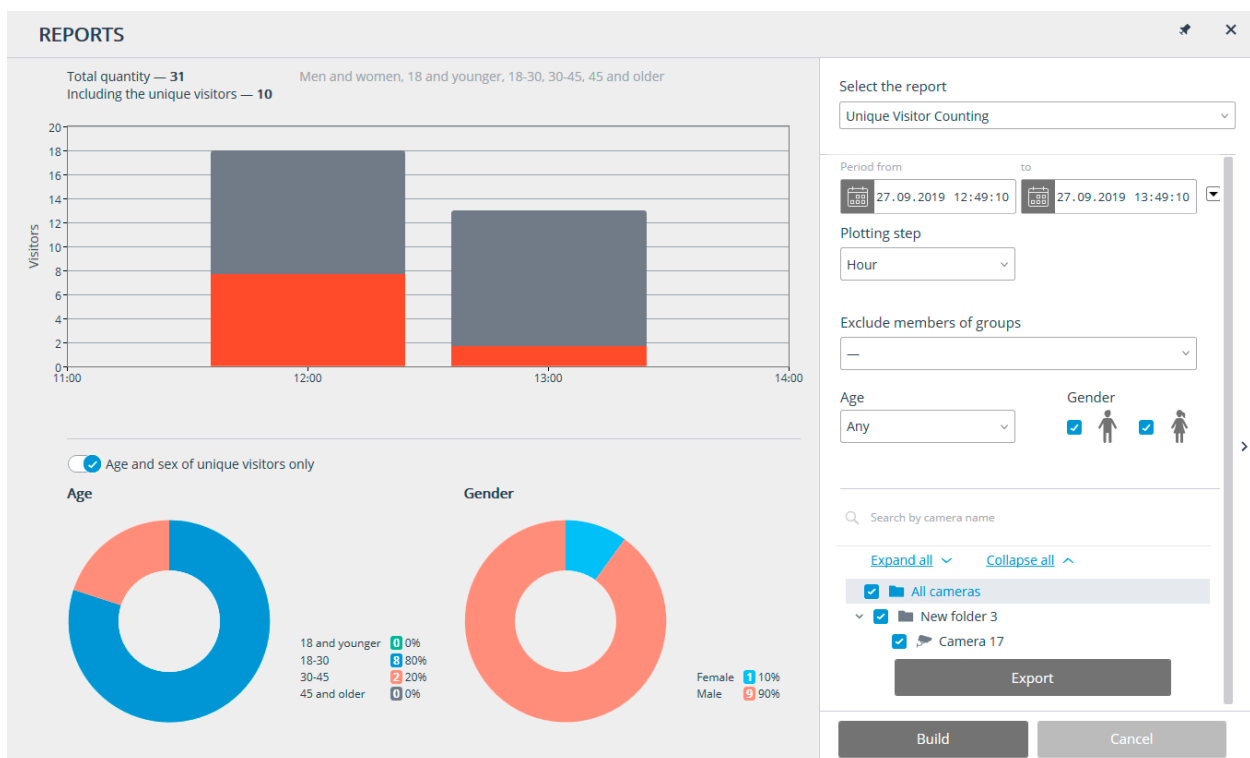 REPORTS
Total quantity — 31
Including the unique visitors — 10
Men and women, 18 and younger, 18-30, 30-45, 45 and older
Visitors
20
18
16
14
12
10
8
6
4
2
0
11:00 12:00 13:00 14:00
Age and sex of unique visitors only
Age
18 and younger 0 0%
18-30 8 80%
30-45 2 20%
45 and older 0 0%
Gender
Female 1 10%
Male 9 90%
Select the report
Unique Visitor Counting
Period from to
27.09.2019 12:49:10 27.09.2019 13:49:10
Plotting step
Hour
Exclude members of groups
—
Age Gender
Any
Search by camera name
Expand all Collapse all
All cameras
New folder 3
Camera 17
Export
Build Cancel